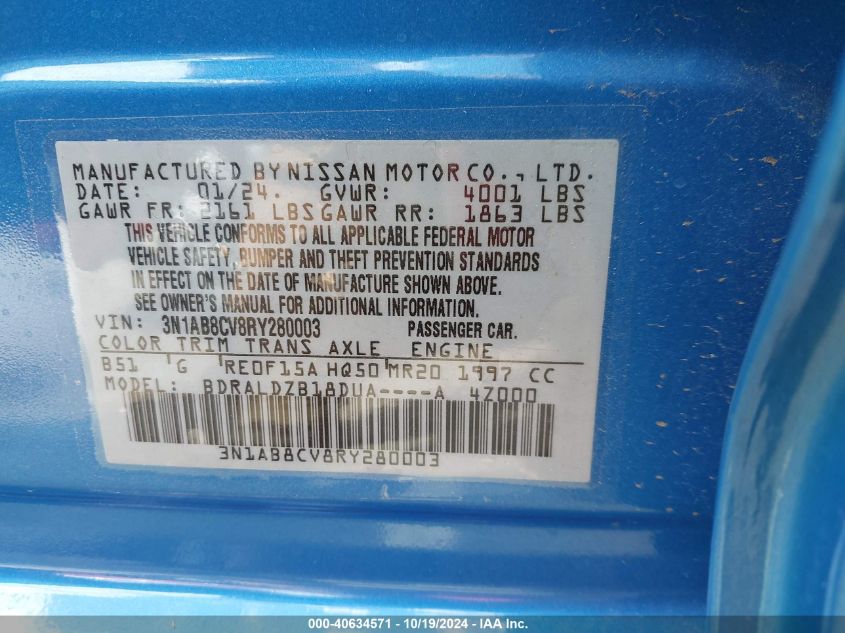 MANUFACTURED BY NISSAN MOTOR CO., LTD.
DATE: 01/24. GVWR: 4001 LBS
GAWR FR: 2161 LBS GAWR RR: 1863 LBS
THIS VEHICLE CONFORMS TO ALL APPLICABLE FEDERAL MOTOR
VEHICLE SAFETY, BUMPER AND THEFT PREVENTION STANDARDS
IN EFFECT ON THE DATE OF MANUFACTURE SHOWN ABOVE.
SEE OWNER'S MANUAL FOR ADDITIONAL INFORMATION.
VIN: 3N1AB8CV8RY280003 PASSENGER CAR.
COLOR TRIM TRANS AXLE ENGINE
B51 G RE0F15A HQ50 MR20 1997 CC
MODEL: BDRALDZB18DUA----A 4Z000
3N1AB8CV8RY280003
000-40634571 - 10/19/2024 - IAA Inc.